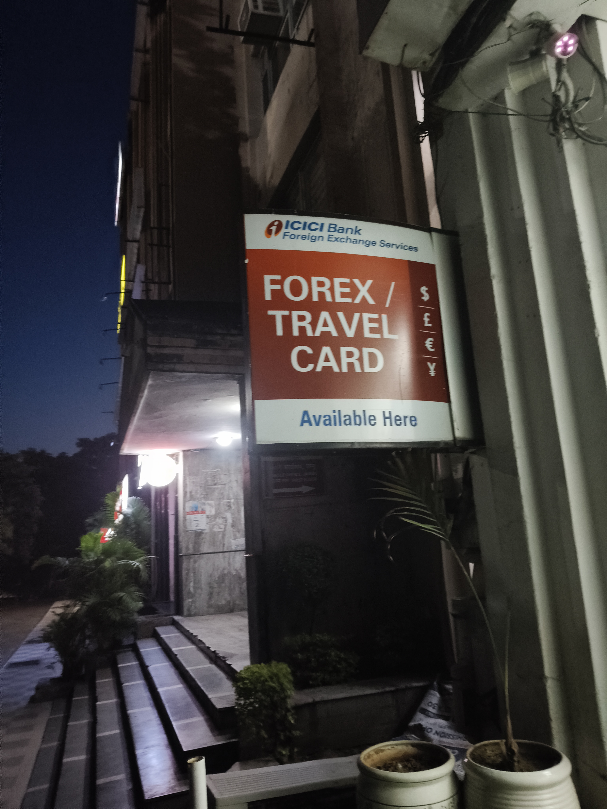 ICICI Bank
Foreign Exchange Services
FOREX /
TRAVEL
CARD
$
£
€
¥
Available Here